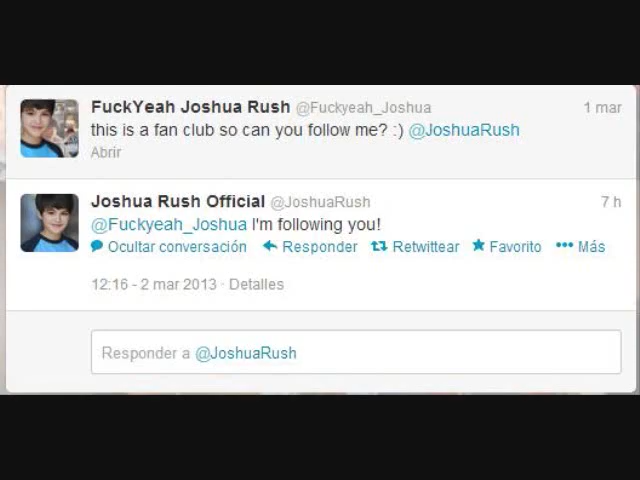 FuckYeah Joshua Rush @Fuckyeah_Joshua 1 mar
this is a fan club so can you follow me? :) @JoshuaRush
Abrir
Joshua Rush Official @JoshuaRush 7 h
@Fuckyeah_Joshua I'm following you!
Ocultar conversación Responder Retwittear Favorito Más
12:16 - 2 mar 2013 · Detalles
Responder a @JoshuaRush